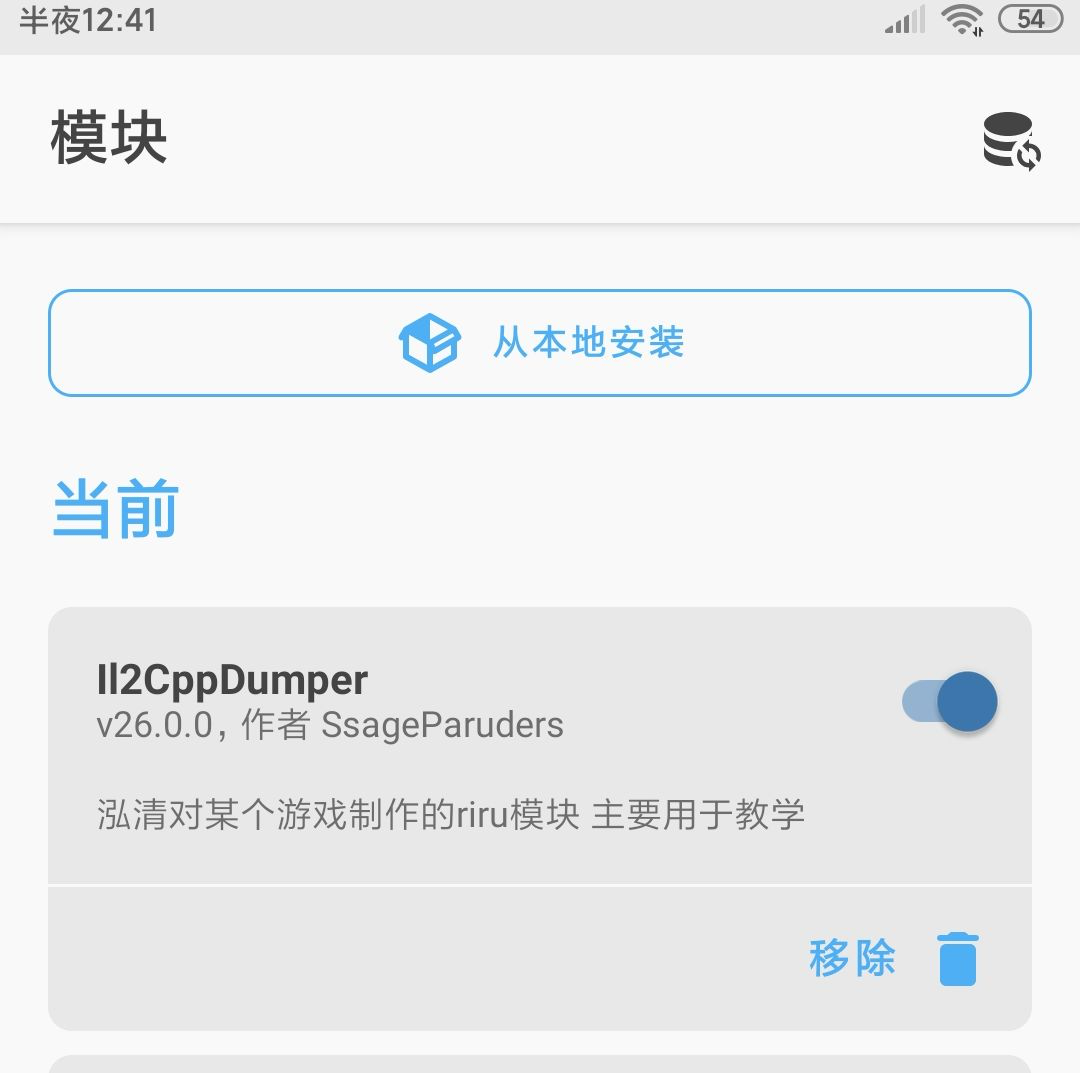 半夜12:41
54
模块
从本地安装
当前
Il2CppDumper
v26.0.0, 作者 SsageParuders
泓清对某个游戏制作的riru模块 主要用于教学
移除